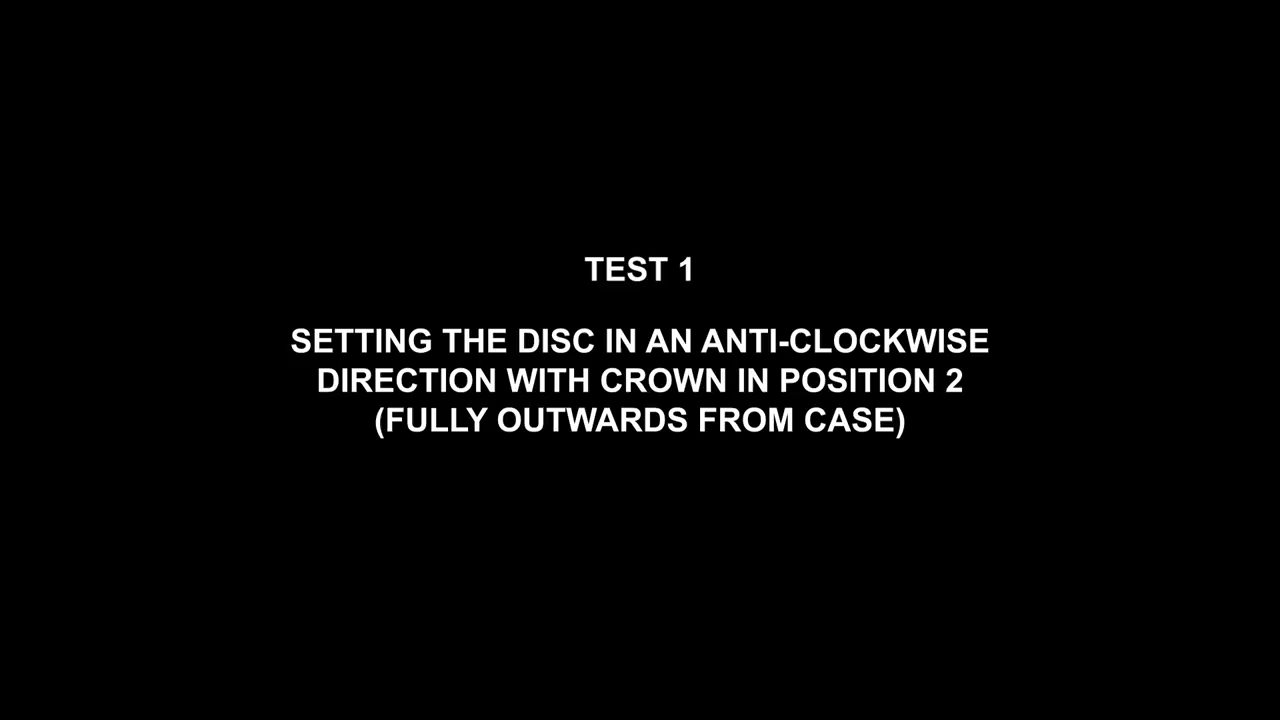 TEST 1
SETTING THE DISC IN AN ANTI-CLOCKWISE
DIRECTION WITH CROWN IN POSITION 2
(FULLY OUTWARDS FROM CASE)